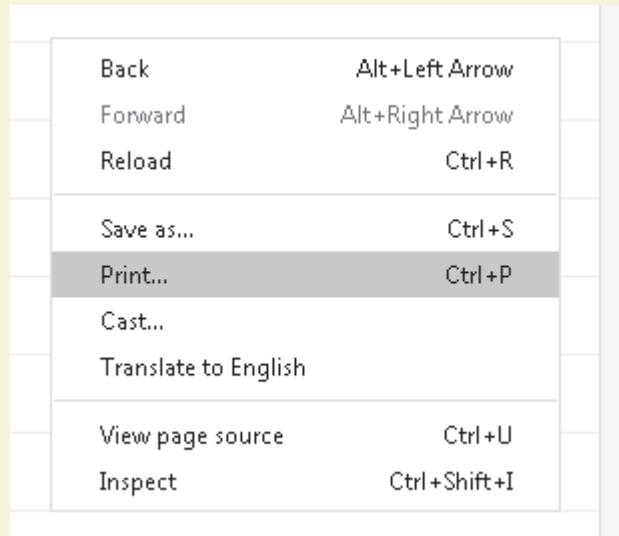 Back Alt+Left Arrow
Forward Alt+Right Arrow
Reload Ctrl+R
Save as... Ctrl+S
Print... Ctrl+P
Cast...
Translate to English
View page source Ctrl+U
Inspect Ctrl+Shift+I